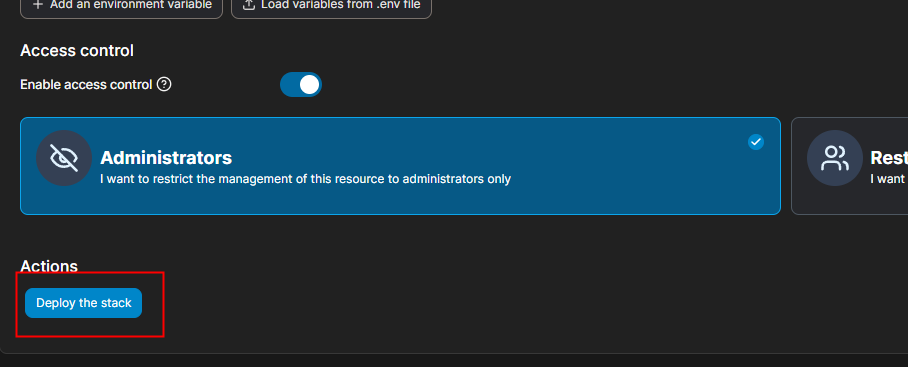 Add an environment variable
Load variables from .env file
Access control
Enable access control
Administrators
I want to restrict the management of this resource to administrators only
Rest
I want
Actions
Deploy the stack